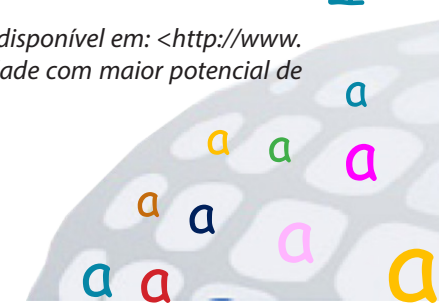 disponível em: <http://www.
ade com maior potencial de
a
a a a
a a
a
a a a